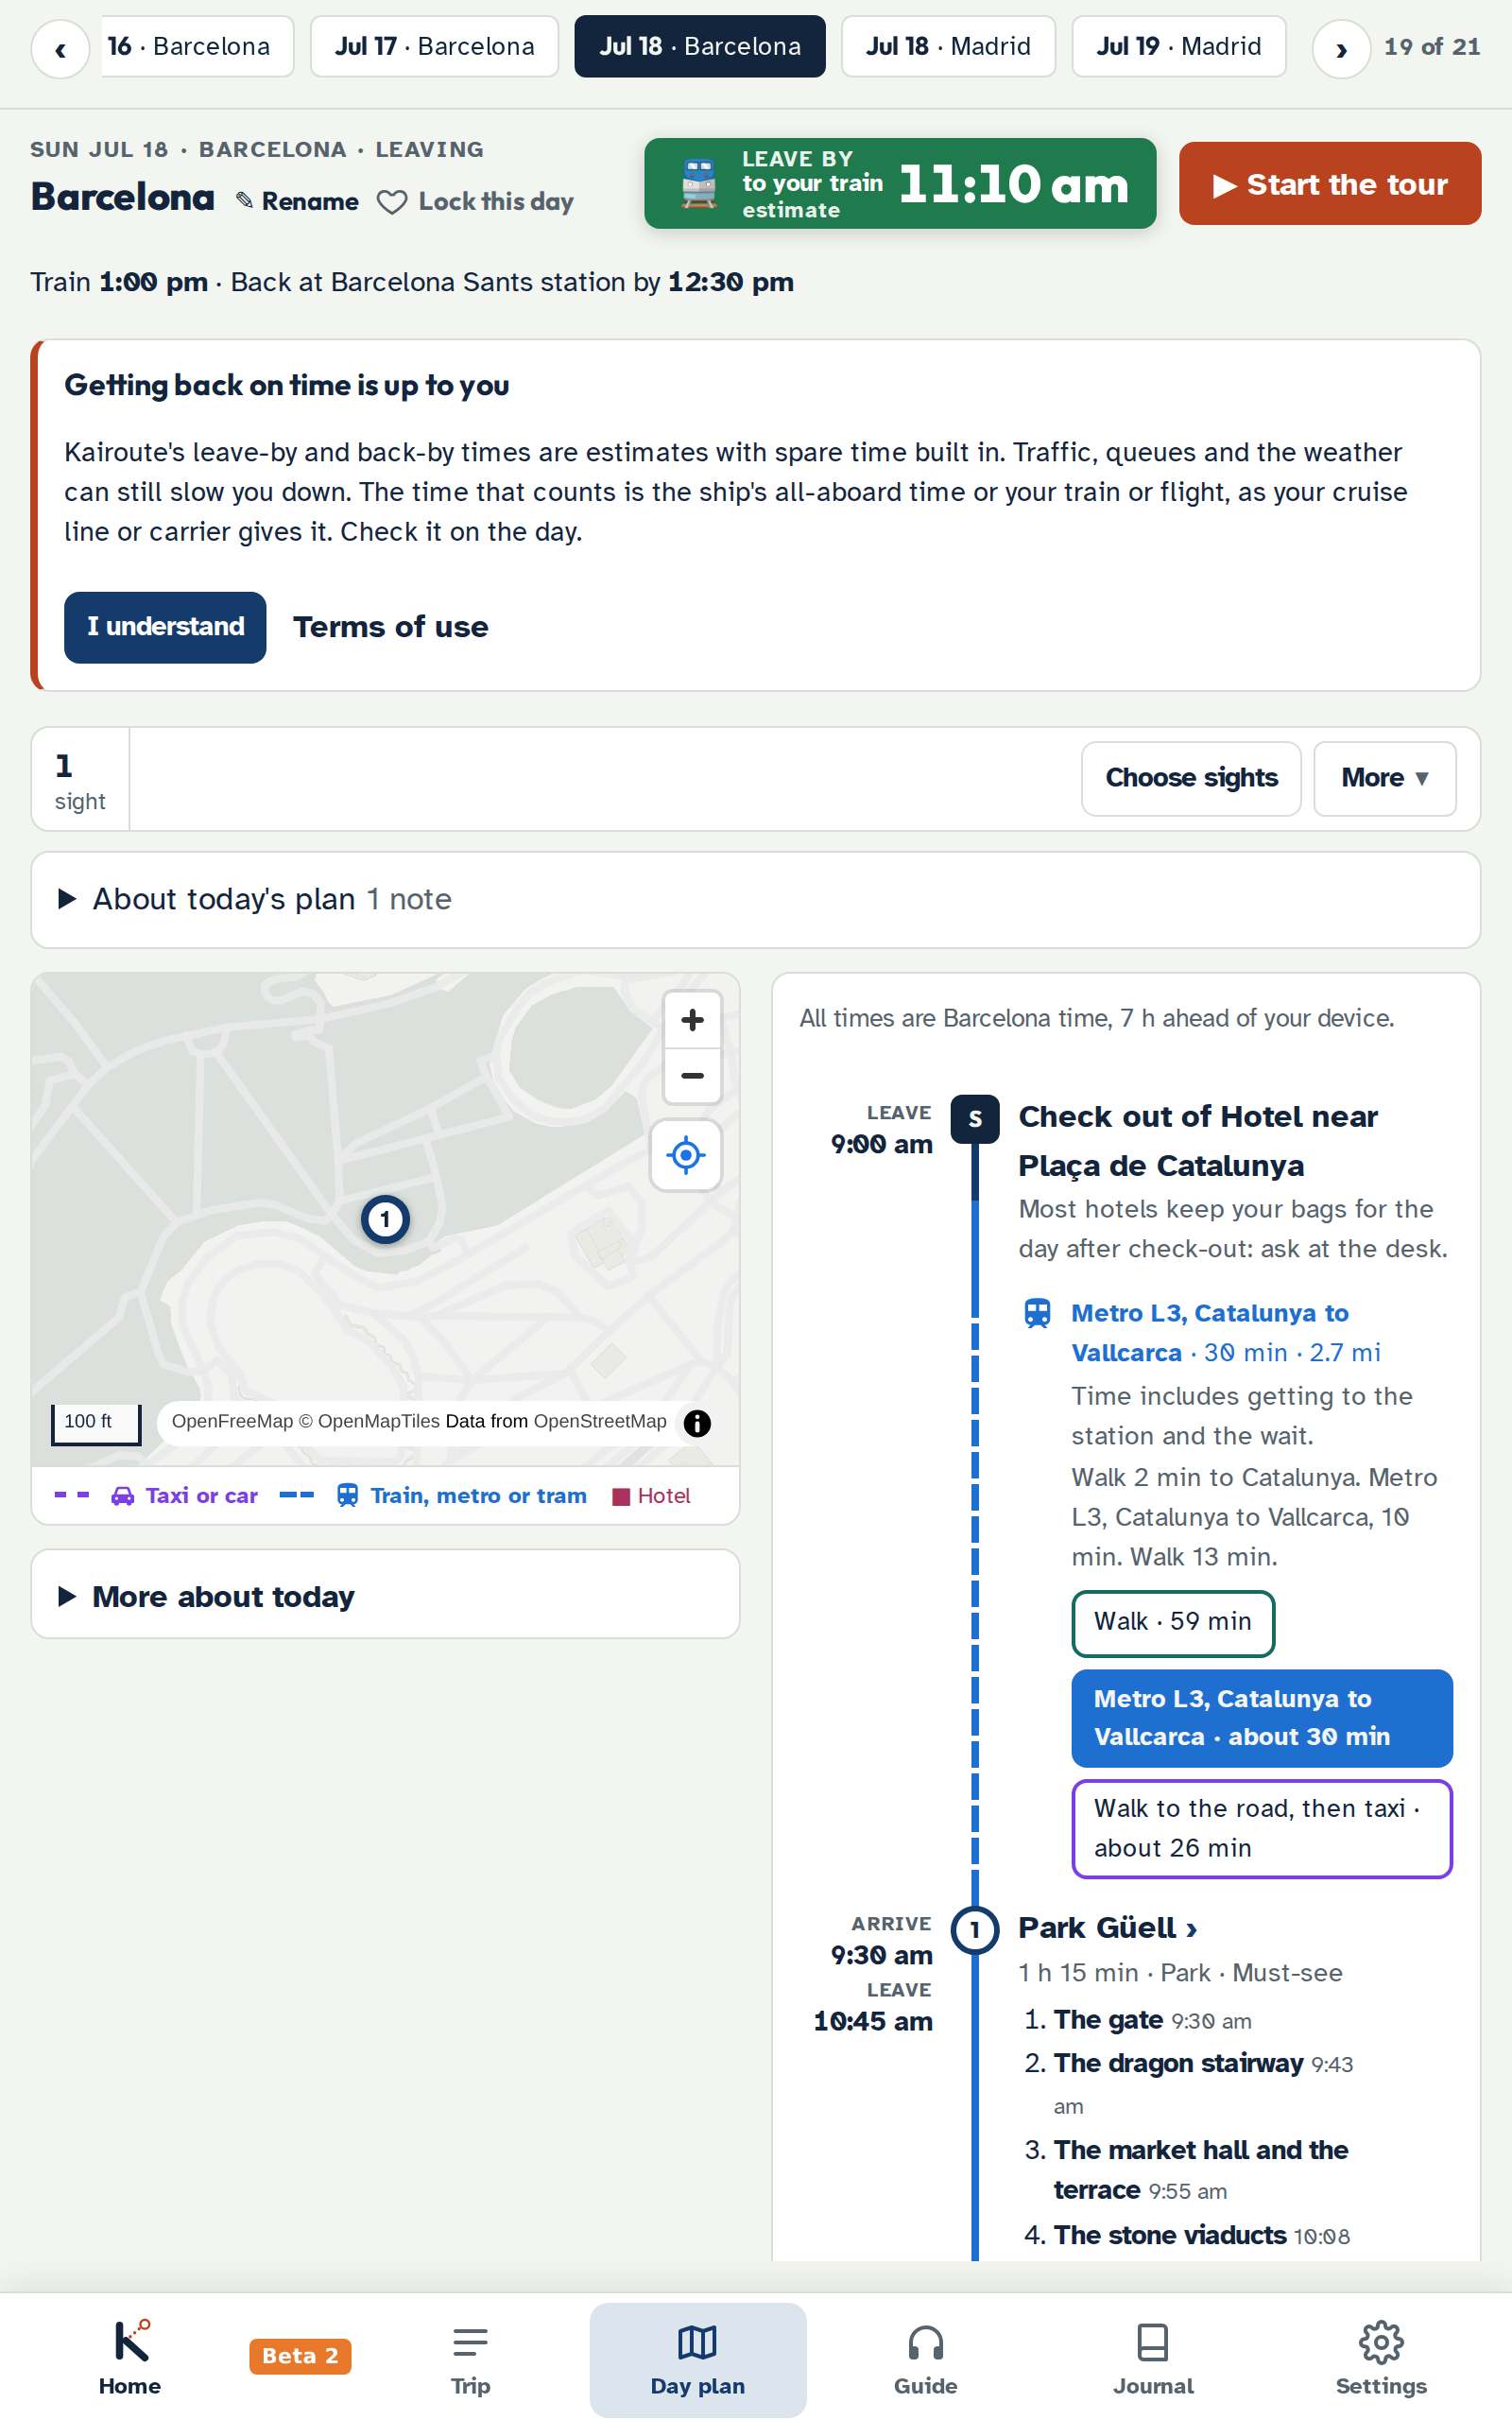 ‹
16 · Barcelona
Jul 17 · Barcelona
Jul 18 · Barcelona
Jul 18 · Madrid
Jul 19 · Madrid
›
19 of 21
SUN JUL 18 · BARCELONA · LEAVING
Barcelona
✎ Rename
Lock this day
LEAVE BY
to your train
estimate
11:10 am
▶ Start the tour
Train 1:00 pm · Back at Barcelona Sants station by 12:30 pm
Getting back on time is up to you
Kairoute's leave-by and back-by times are estimates with spare time built in. Traffic, queues and the weather
can still slow you down. The time that counts is the ship's all-aboard time or your train or flight, as your cruise
line or carrier gives it. Check it on the day.
I understand
Terms of use
1
sight
Choose sights
More ▼
▶ About today's plan 1 note
+
−
1
100 ft
OpenFreeMap © OpenMapTiles Data from OpenStreetMap
Taxi or car
Train, metro or tram
Hotel
▶ More about today
All times are Barcelona time, 7 h ahead of your device.
LEAVE
9:00 am
S
Check out of Hotel near
Plaça de Catalunya
Most hotels keep your bags for the
day after check-out: ask at the desk.
Metro L3, Catalunya to
Vallcarca · 30 min · 2.7 mi
Time includes getting to the
station and the wait.
Walk 2 min to Catalunya. Metro
L3, Catalunya to Vallcarca, 10
min. Walk 13 min.
Walk · 59 min
Metro L3, Catalunya to
Vallcarca · about 30 min
Walk to the road, then taxi ·
about 26 min
ARRIVE
9:30 am
LEAVE
10:45 am
1
Park Güell ›
1 h 15 min · Park · Must-see
1. The gate 9:30 am
2. The dragon stairway 9:43
am
3. The market hall and the
terrace 9:55 am
4. The stone viaducts 10:08
Home
Beta 2
Trip
Day plan
Guide
Journal
Settings